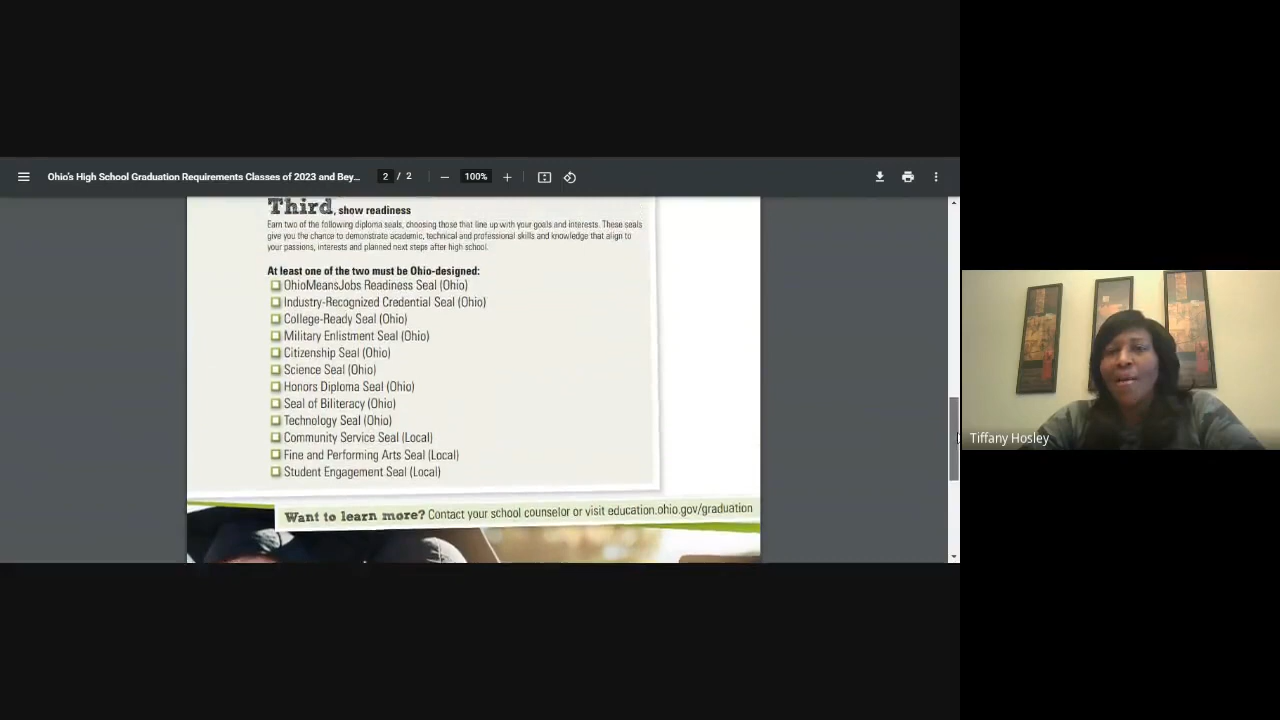 Ohio's High School Graduation Requirements Classes of 2023 and Bey...
2 / 2
100%
Third, show readiness
Earn two of the following diploma seals, choosing those that line up with your goals and interests. These seals
give you the chance to demonstrate academic, technical and professional skills and knowledge that align to
your passions, interests and planned next steps after high school.
At least one of the two must be Ohio-designed:
OhioMeansJobs Readiness Seal (Ohio)
Industry-Recognized Credential Seal (Ohio)
College-Ready Seal (Ohio)
Military Enlistment Seal (Ohio)
Citizenship Seal (Ohio)
Science Seal (Ohio)
Honors Diploma Seal (Ohio)
Seal of Biliteracy (Ohio)
Technology Seal (Ohio)
Community Service Seal (Local)
Fine and Performing Arts Seal (Local)
Student Engagement Seal (Local)
Want to learn more? Contact your school counselor or visit education.ohio.gov/graduation
Tiffany Hosley